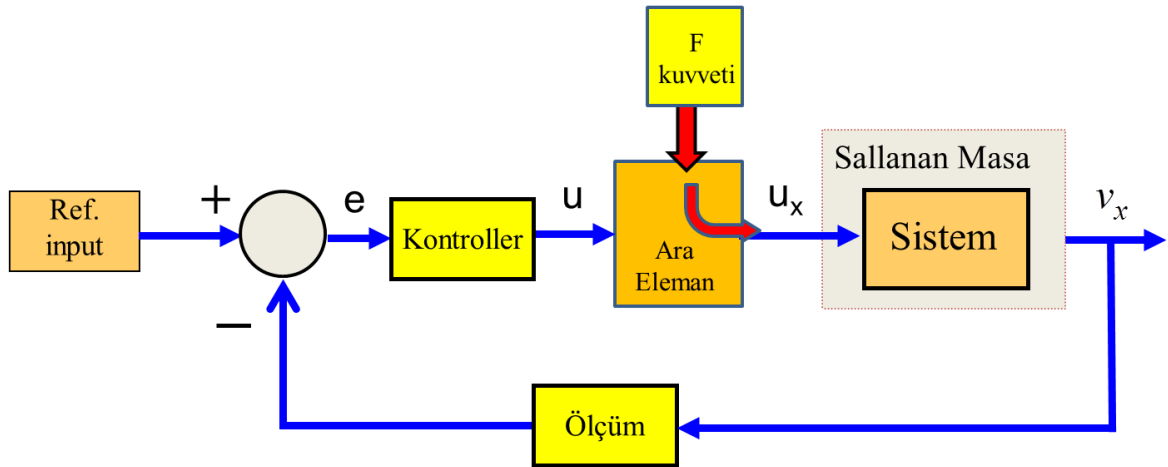 F
kuvveti
Sallanan Masa
Ref.
input
+
e
Kontroller
u
Ara
Eleman
uₓ
Sistem
vₓ
−
Ölçüm